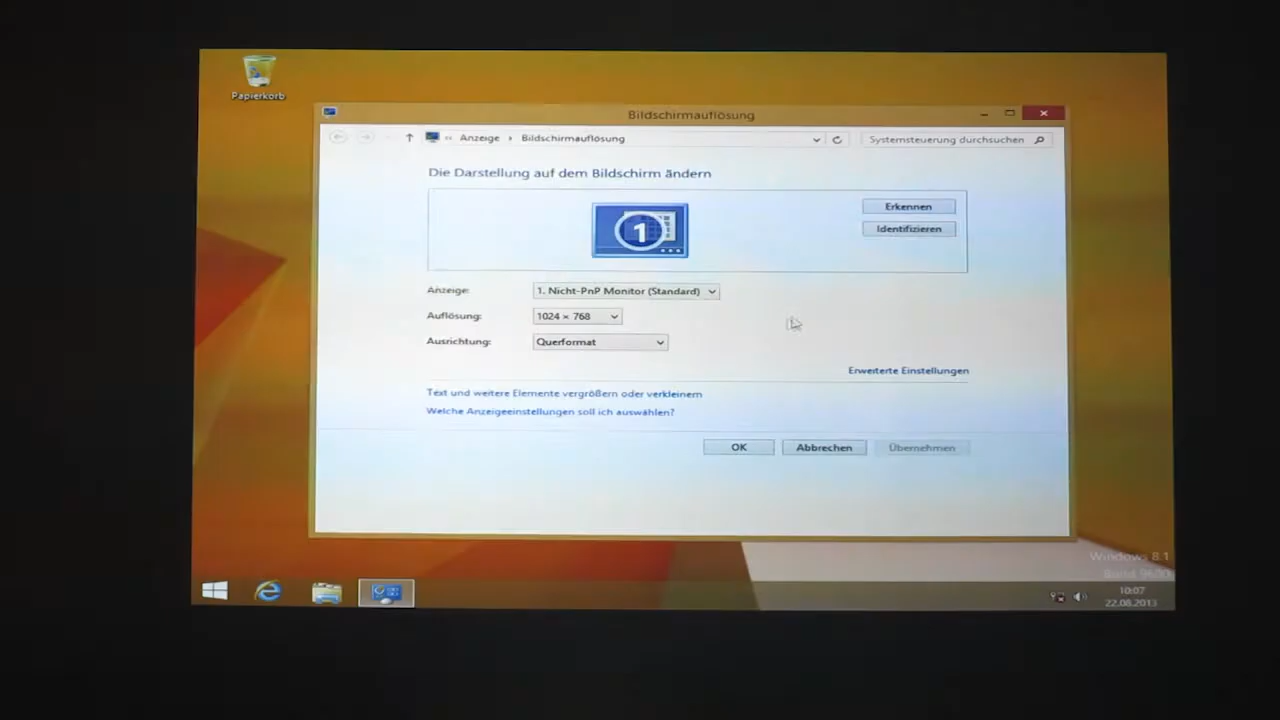 Papierkorb
Bildschirmauflösung
Anzeige › Bildschirmauflösung
Systemsteuerung durchsuchen
Die Darstellung auf dem Bildschirm ändern
1
Erkennen
Identifizieren
Anzeige:
1. Nicht-PnP Monitor (Standard)
Auflösung:
1024 × 768
Ausrichtung:
Querformat
Erweiterte Einstellungen
Text und weitere Elemente vergrößern oder verkleinern
Welche Anzeigeeinstellungen soll ich auswählen?
OK
Abbrechen
Übernehmen
Windows 8.1
Build
10:07
22.08.2013